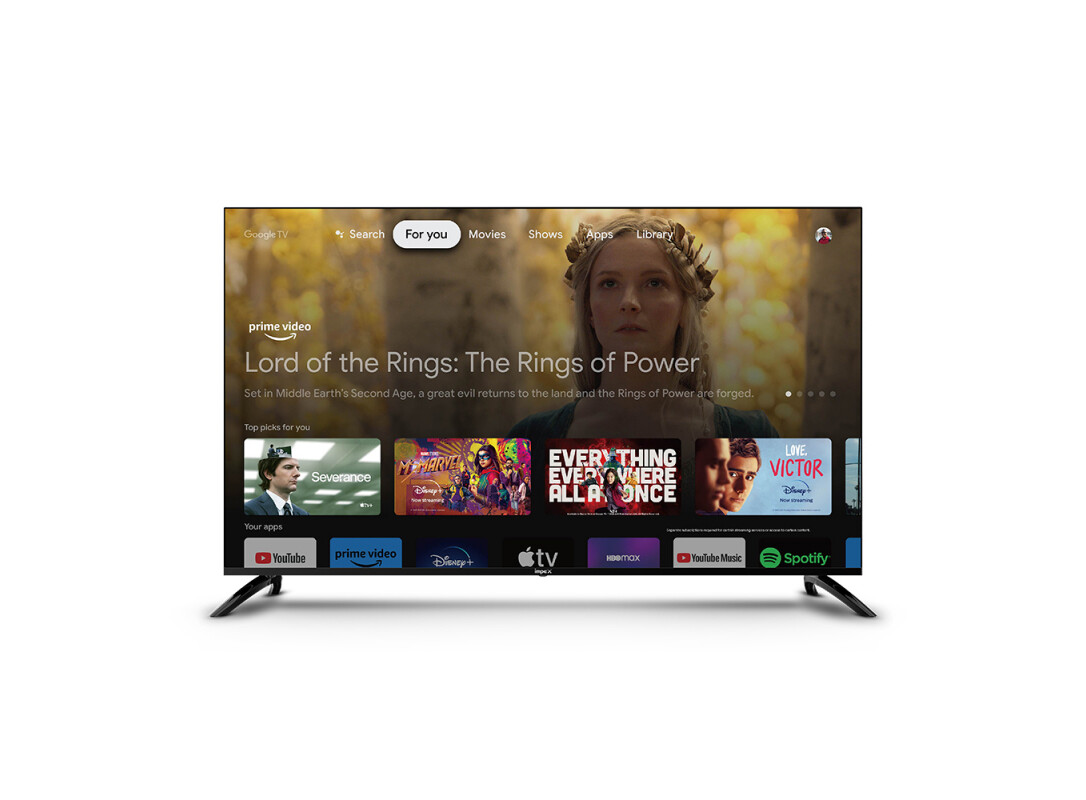 Google TV
Search
For you
Movies
Shows
Apps
Library
prime video
Lord of the Rings: The Rings of Power
Set in Middle Earth's Second Age, a great evil returns to the land and the Rings of Power are forged.
Top picks for you
Severance
tv+
MS. MARVEL
Disney+
Now streaming
EVERYTHING
EVERYWHERE
ALL AT ONCE
LOVE,
VICTOR
Disney+
Now streaming
Your apps
YouTube
prime video
Disney+
tv
HBO max
YouTube Music
Spotify
impex